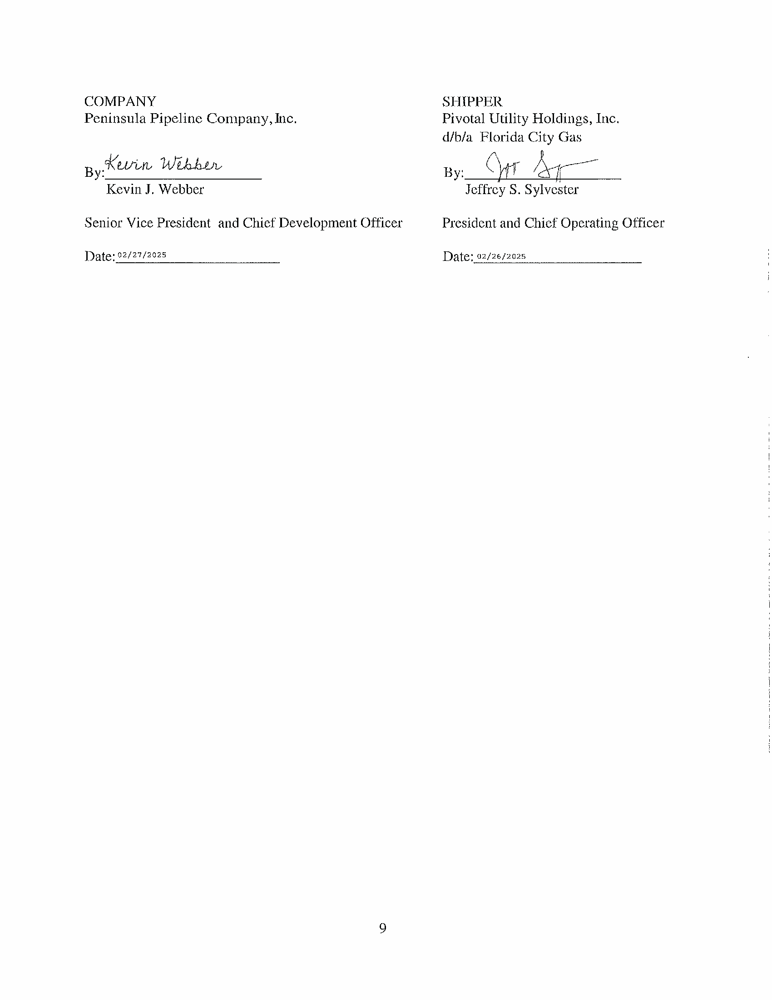 COMPANY
Peninsula Pipeline Company, Inc.
By: Kevin Webber
Kevin J. Webber
Senior Vice President and Chief Development Officer
Date: 02/27/2025
SHIPPER
Pivotal Utility Holdings, Inc.
d/b/a Florida City Gas
By:
Jeffrey S. Sylvester
President and Chief Operating Officer
Date: 02/26/2025
9